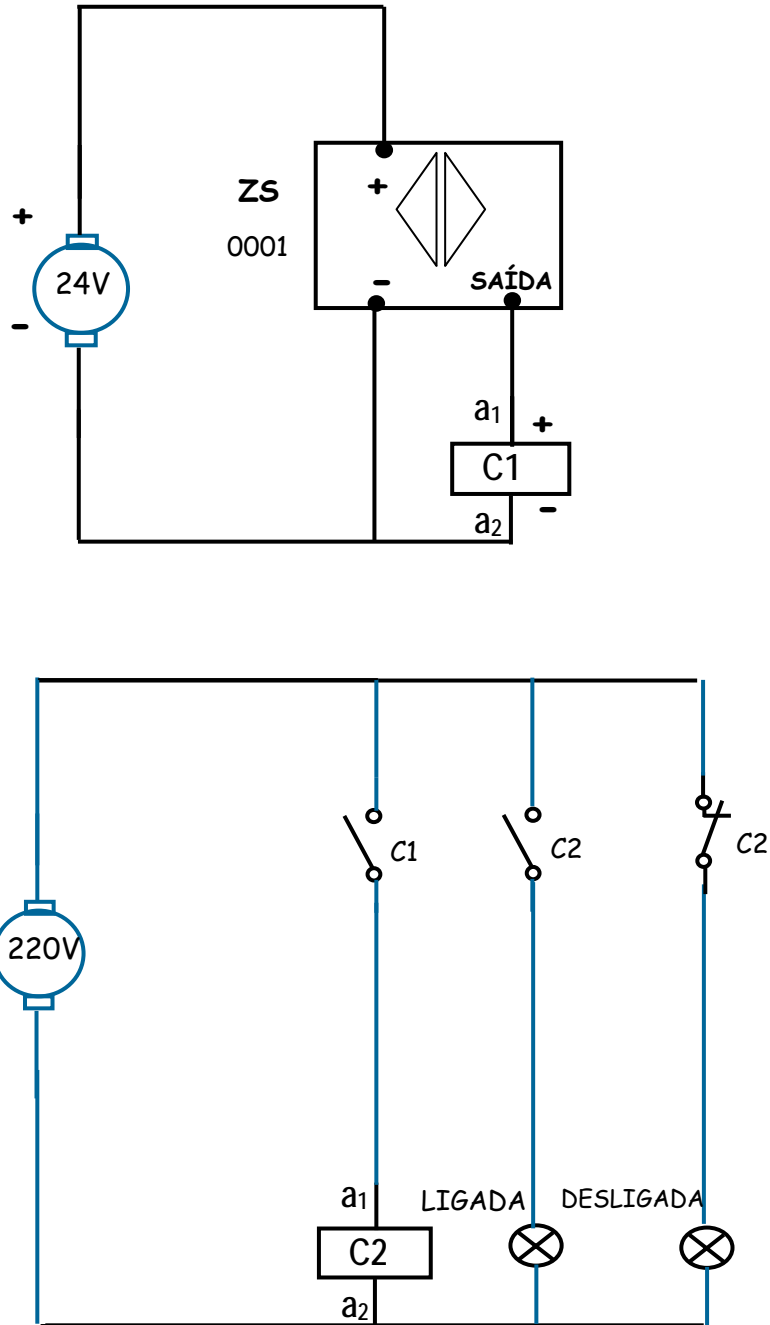 ZS
0001
+
-
SAÍDA
+
24V
-
a1
+
C1
a2
-
C1
C2
C2
220V
a1
LIGADA
DESLIGADA
C2
a2